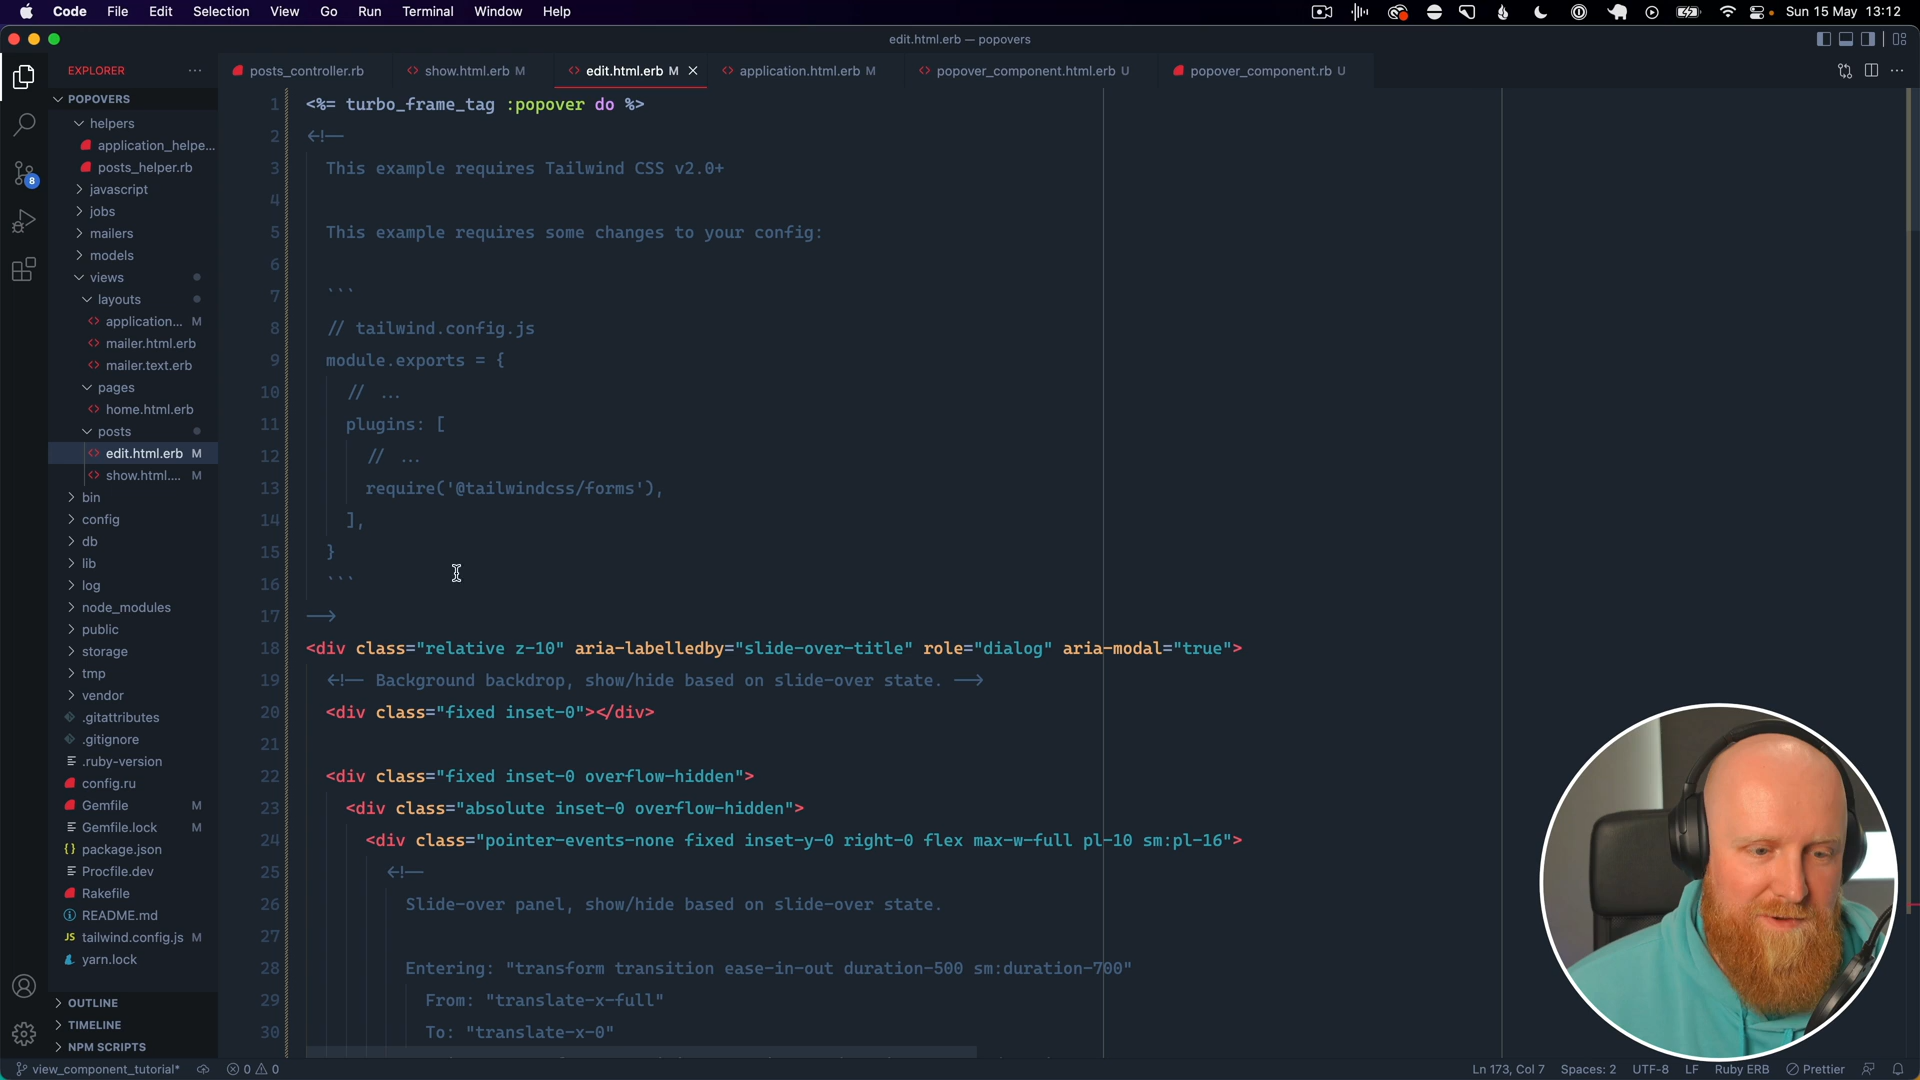 Code File Edit Selection View Go Run Terminal Window Help Sun 15 May 13:12
edit.html.erb — popovers
EXPLORER
posts_controller.rb
show.html.erb M
edit.html.erb M
application.html.erb M
popover_component.html.erb U
popover_component.rb U
POPOVERS
helpers
application_helpe...
posts_helper.rb
javascript
jobs
mailers
models
views
layouts
application... M
mailer.html.erb
mailer.text.erb
pages
home.html.erb
posts
edit.html.erb M
show.html.... M
bin
config
db
lib
log
node_modules
public
storage
tmp
vendor
.gitattributes
.gitignore
.ruby-version
config.ru
Gemfile M
Gemfile.lock M
package.json
Procfile.dev
Rakefile
README.md
JS tailwind.config.js M
yarn.lock
OUTLINE
TIMELINE
NPM SCRIPTS
8
1 <%= turbo_frame_tag :popover do %>
2 <!--
3 This example requires Tailwind CSS v2.0+
4
5 This example requires some changes to your config:
6
7 ```
8 // tailwind.config.js
9 module.exports = {
10 // ...
11 plugins: [
12 // ...
13 require('@tailwindcss/forms'),
14 ],
15 }
16 ```
17 -->
18 <div class="relative z-10" aria-labelledby="slide-over-title" role="dialog" aria-modal="true">
19 <!-- Background backdrop, show/hide based on slide-over state. -->
20 <div class="fixed inset-0"></div>
21
22 <div class="fixed inset-0 overflow-hidden">
23 <div class="absolute inset-0 overflow-hidden">
24 <div class="pointer-events-none fixed inset-y-0 right-0 flex max-w-full pl-10 sm:pl-16">
25 <!--
26 Slide-over panel, show/hide based on slide-over state.
27
28 Entering: "transform transition ease-in-out duration-500 sm:duration-700"
29 From: "translate-x-full"
30 To: "translate-x-0"
view_component_tutorial* 0 0 Ln 173, Col 7 Spaces: 2 UTF-8 LF Ruby ERB Prettier